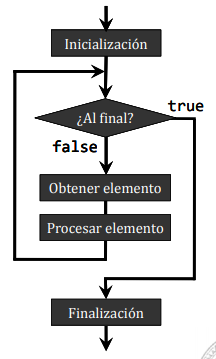 Inicialización
¿Al final?
true
false
Obtener elemento
Procesar elemento
Finalización